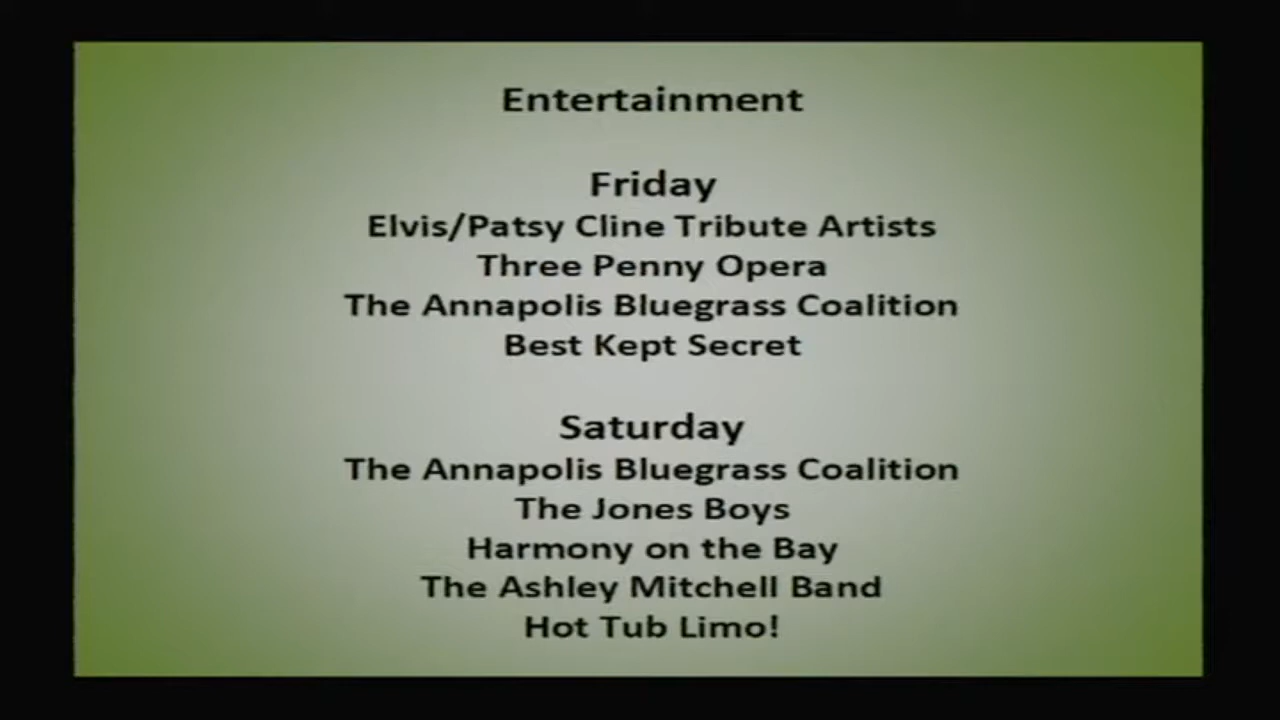 Entertainment
Friday
Elvis/Patsy Cline Tribute Artists
Three Penny Opera
The Annapolis Bluegrass Coalition
Best Kept Secret
Saturday
The Annapolis Bluegrass Coalition
The Jones Boys
Harmony on the Bay
The Ashley Mitchell Band
Hot Tub Limo!